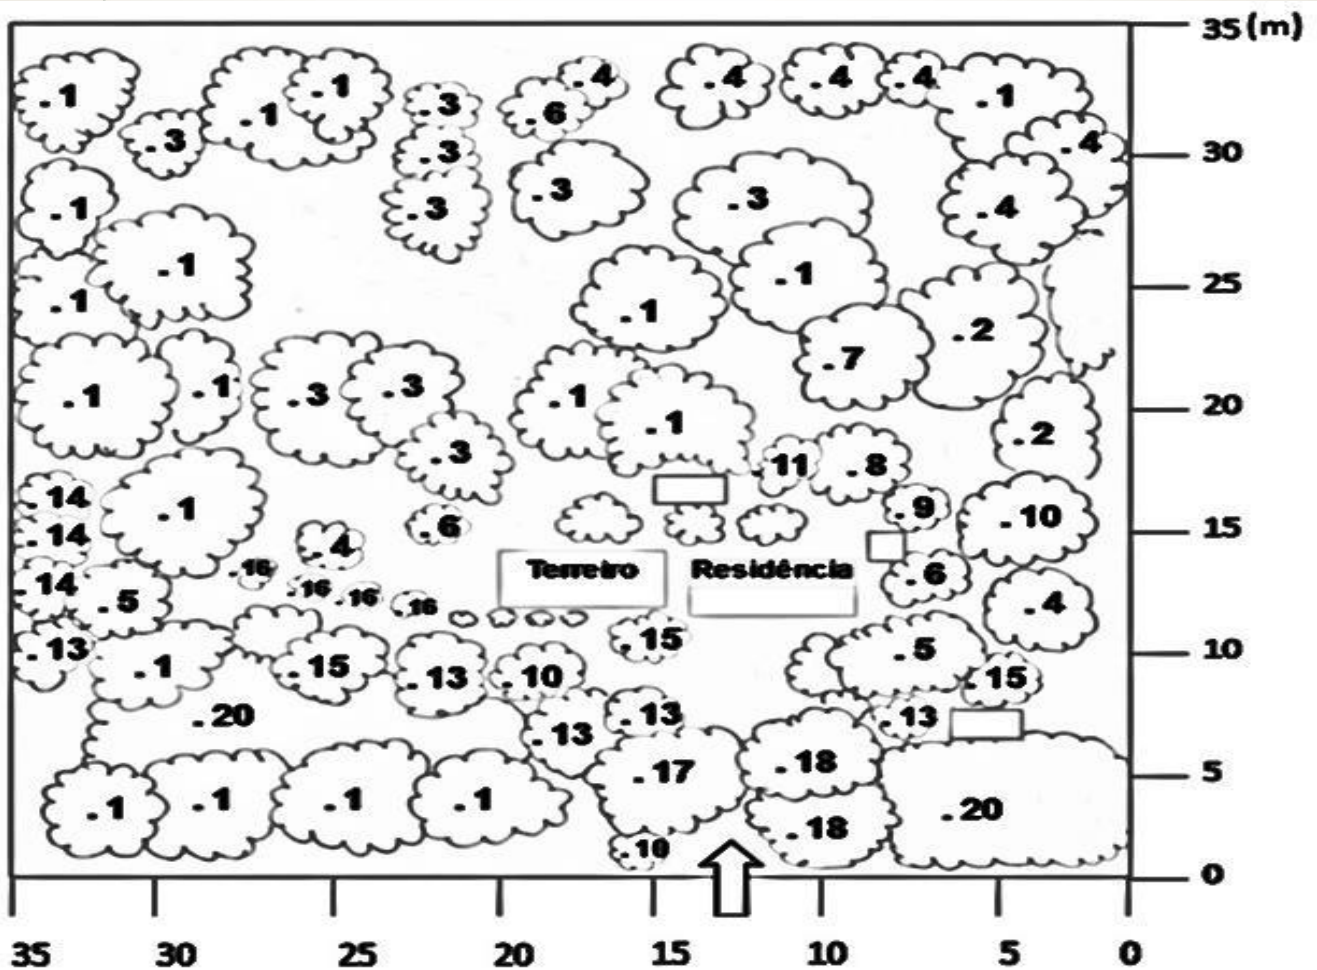 35 (m)
.4
.4 .4 .4
.1 .1 .1
.1 .3 .6
.3 .3 .4
30
.1 .3 .3 .3 .4
.1 .1
25
.1 .1 .2
.7
.1 .1 .3 .3 .1
20
.1 .2
.3 11 .8
14 .1 .9 .10
.14 .4 .6
15
.14 .16 Terreiro Residência .6
.5 .16 .16 .16 .4
.13 .15 .5
10
.1 .15 .13 .10 .15
.20 .13 .13
.13
.17 .18
5
.1 .1 .1 .1 .20
.18
.10
0
35 30 25 20 15 10 5 0